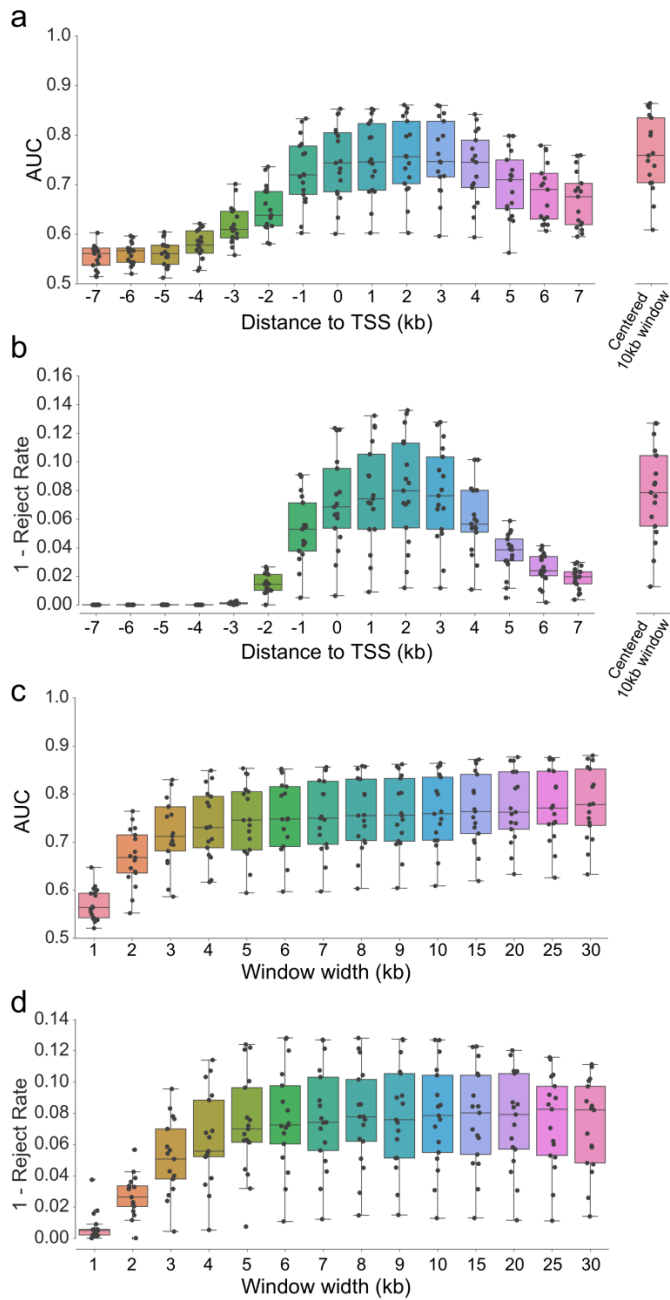 a
1.0
0.9
0.8
0.7
0.6
0.5
AUC
-7 -6 -5 -4 -3 -2 -1 0 1 2 3 4 5 6 7
Distance to TSS (kb)
Centered
10kb window
b
0.16
0.14
0.12
0.10
0.08
0.06
0.04
0.02
0.00
1 - Reject Rate
-7 -6 -5 -4 -3 -2 -1 0 1 2 3 4 5 6 7
Distance to TSS (kb)
Centered
10kb window
c
1.0
0.9
0.8
0.7
0.6
0.5
AUC
1 2 3 4 5 6 7 8 9 10 15 20 25 30
Window width (kb)
d
0.14
0.12
0.10
0.08
0.06
0.04
0.02
0.00
1 - Reject Rate
1 2 3 4 5 6 7 8 9 10 15 20 25 30
Window width (kb)